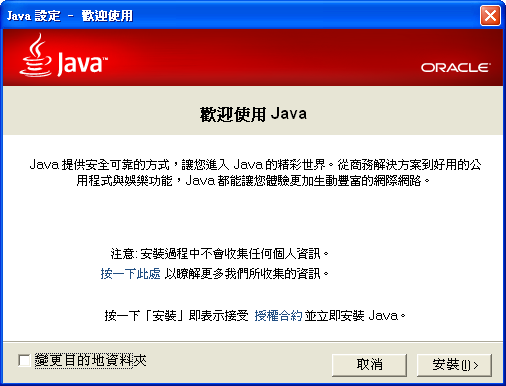 Java 設定 - 歡迎使用
Java™
ORACLE®
歡迎使用 Java
Java 提供安全可靠的方式，讓您進入 Java 的精彩世界。從商務解決方案到好用的公
用程式與娛樂功能，Java 都能讓您體驗更加生動豐富的網際網路。
注意: 安裝過程中不會收集任何個人資訊。
按一下此處 以瞭解更多我們所收集的資訊。
按一下「安裝」即表示接受 授權合約 並立即安裝 Java。
變更目的地資料夾
取消
安裝(I) >